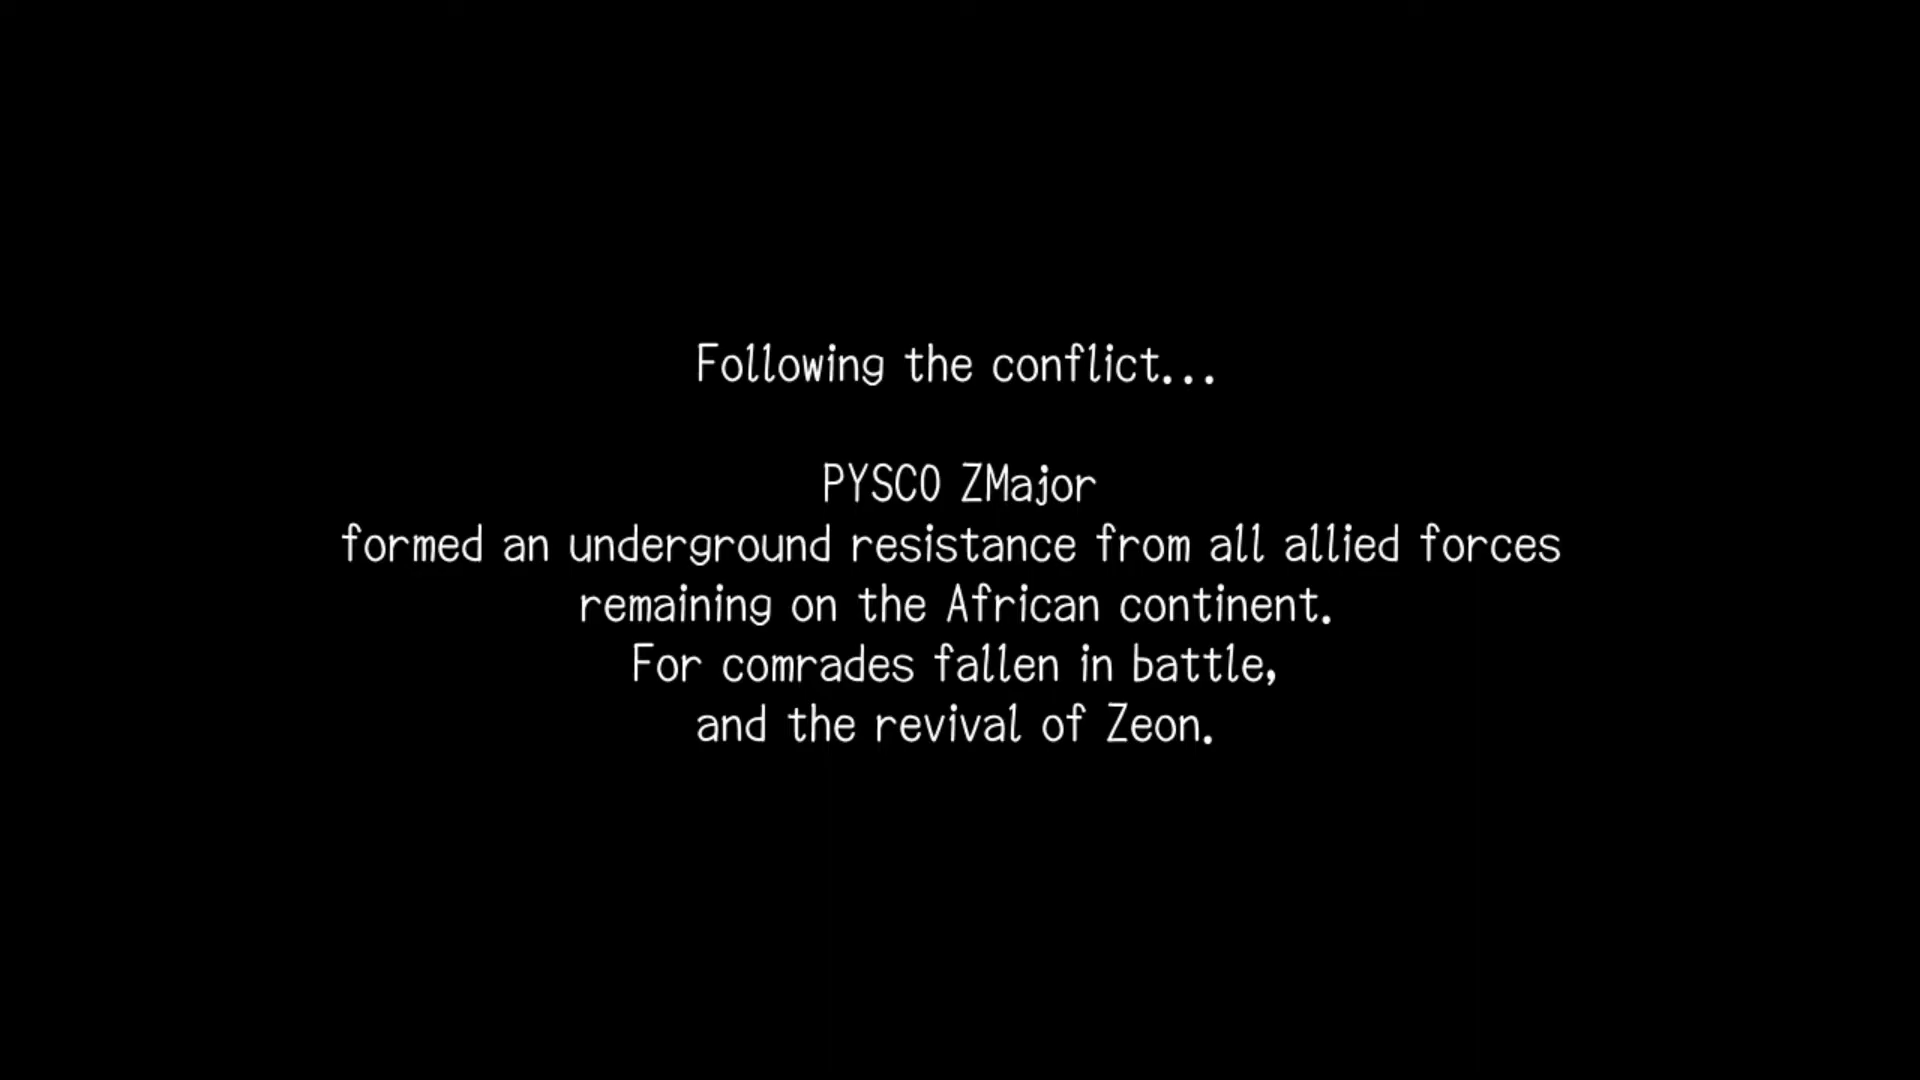 Following the conflict...
PYSCO ZMajor
formed an underground resistance from all allied forces
remaining on the African continent.
For comrades fallen in battle,
and the revival of Zeon.